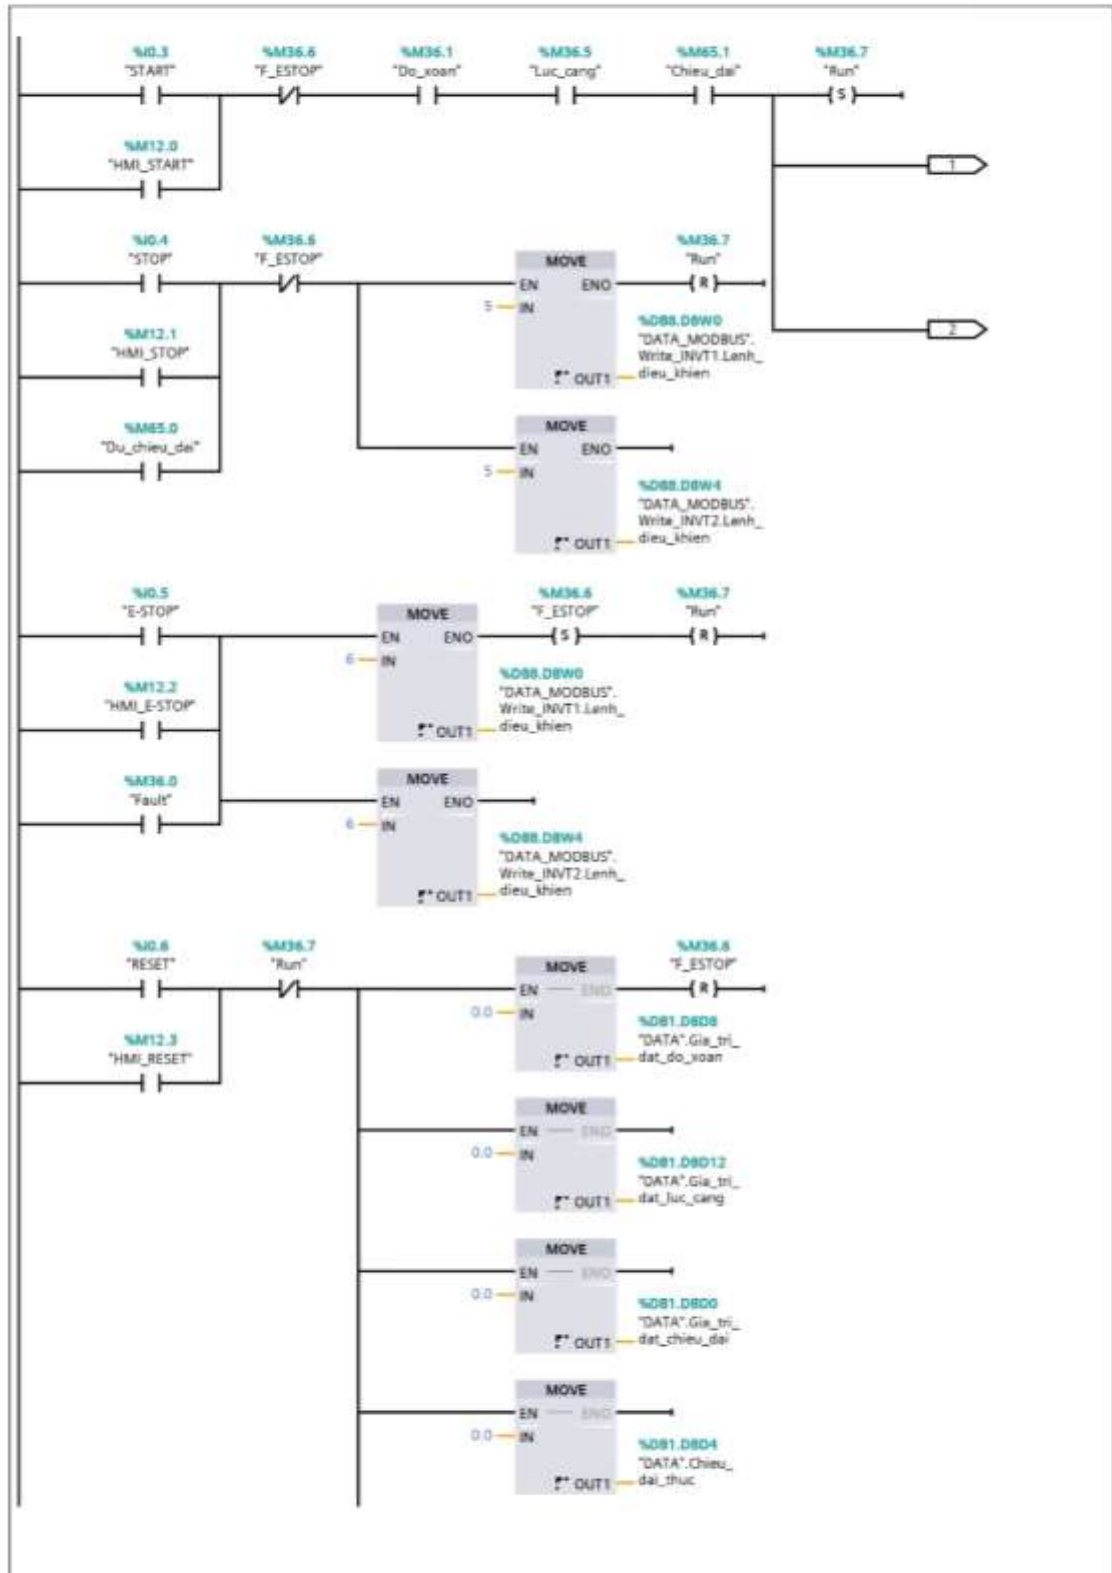 %I0.3 %M36.6 %M36.1 %M36.5 %M65.1 %M36.7
"START" "F_ESTOP" "Do_xoan" "Luc_cang" "Chieu_dai" "Run"
S
%M12.0
"HMI_START"
1
%I0.4 %M36.6 %M36.7
"STOP" "F_ESTOP" MOVE "Run"
EN ENO R
5 IN
%M12.1 %DB8.DBW0
"HMI_STOP" "DATA_MODBUS".
2
Write_INVT1.Lenh_
OUT1 dieu_khien
%M65.0 MOVE
"Du_chieu_dai" EN ENO
5 IN
%DB8.DBW4
"DATA_MODBUS".
Write_INVT2.Lenh_
OUT1 dieu_khien
%I0.5 %M36.6 %M36.7
"E-STOP" MOVE "F_ESTOP" "Run"
EN ENO S R
6 IN
%M12.2 %DB8.DBW0
"HMI_E-STOP" "DATA_MODBUS".
Write_INVT1.Lenh_
OUT1 dieu_khien
%M36.0 MOVE
"Fault" EN ENO
6 IN
%DB8.DBW4
"DATA_MODBUS".
Write_INVT2.Lenh_
OUT1 dieu_khien
%I0.6 %M36.7 %M36.6
"RESET" "Run" MOVE "F_ESTOP"
EN ENO R
0.0 IN
%M12.3 %DB1.DBD8
"HMI_RESET" "DATA".Gia_tri_
OUT1 dat_do_xoan
MOVE
EN ENO
0.0 IN
%DB1.DBD12
"DATA".Gia_tri_
OUT1 dat_luc_cang
MOVE
EN ENO
0.0 IN
%DB1.DBD0
"DATA".Gia_tri_
OUT1 dat_chieu_dai
MOVE
EN ENO
0.0 IN
%DB1.DBD4
"DATA".Chieu_
OUT1 dai_thuc